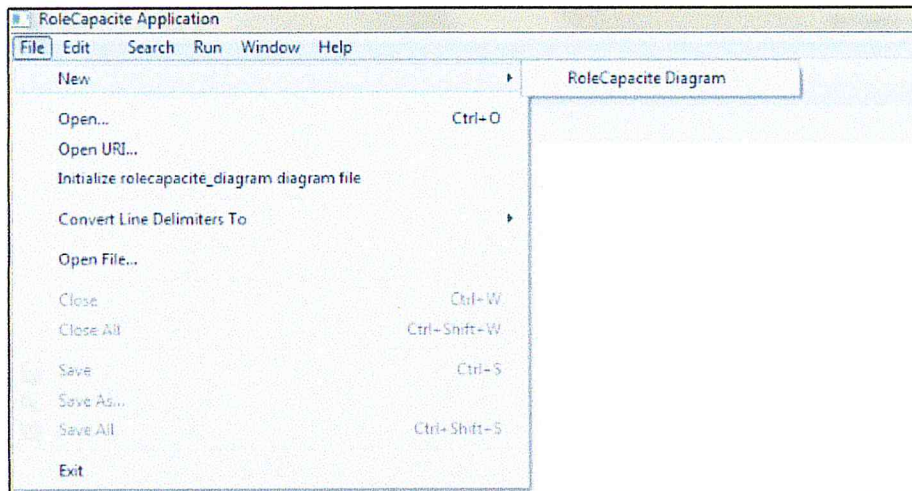 RoleCapacite Application
File Edit Search Run Window Help
New RoleCapacite Diagram
Open... Ctrl+O
Open URI...
Initialize rolecapacite_diagram diagram file
Convert Line Delimiters To
Open File...
Close Ctrl+W
Close All Ctrl+Shift+W
Save Ctrl+S
Save As...
Save All Ctrl+Shift+S
Exit